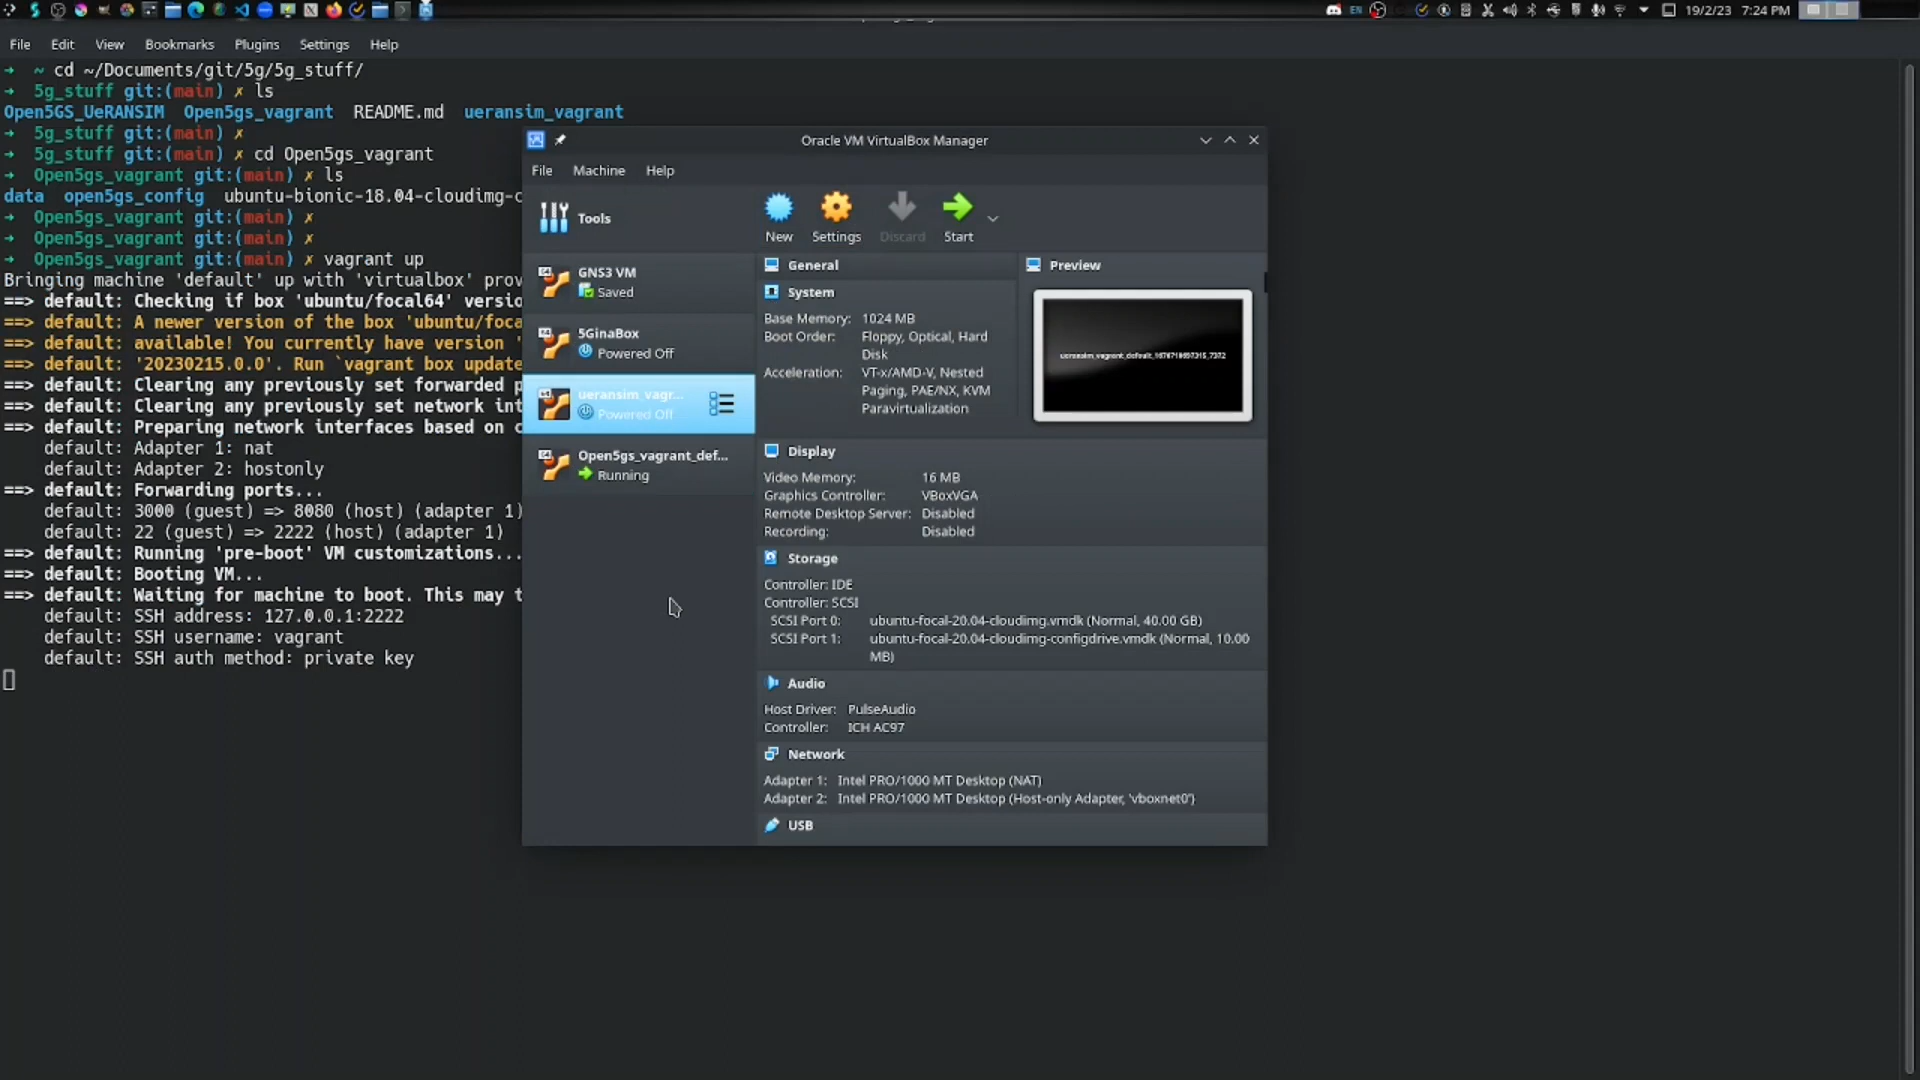 EN
19/2/23 7:24 PM
File Edit View Bookmarks Plugins Settings Help
➜ ~ cd ~/Documents/git/5g/5g_stuff/
➜ 5g_stuff git:(main) ✗ ls
Open5GS_UeRANSIM Open5gs_vagrant README.md ueransim_vagrant
➜ 5g_stuff git:(main) ✗
➜ 5g_stuff git:(main) ✗ cd Open5gs_vagrant
➜ Open5gs_vagrant git:(main) ✗ ls
data open5gs_config ubuntu-bionic-18.04-cloudimg-c
➜ Open5gs_vagrant git:(main) ✗
➜ Open5gs_vagrant git:(main) ✗
➜ Open5gs_vagrant git:(main) ✗ vagrant up
Bringing machine 'default' up with 'virtualbox' prov
==> default: Checking if box 'ubuntu/focal64' versio
==> default: A newer version of the box 'ubuntu/foca
==> default: available! You currently have version '
==> default: '20230215.0.0'. Run `vagrant box update
==> default: Clearing any previously set forwarded p
==> default: Clearing any previously set network int
==> default: Preparing network interfaces based on c
default: Adapter 1: nat
default: Adapter 2: hostonly
==> default: Forwarding ports...
default: 3000 (guest) => 8080 (host) (adapter 1)
default: 22 (guest) => 2222 (host) (adapter 1)
==> default: Running 'pre-boot' VM customizations...
==> default: Booting VM...
==> default: Waiting for machine to boot. This may t
default: SSH address: 127.0.0.1:2222
default: SSH username: vagrant
default: SSH auth method: private key
Oracle VM VirtualBox Manager
File Machine Help
Tools
New Settings Discard Start
GNS3 VM
Saved
5GinaBox
Powered Off
ueransim_vagr...
Powered Off
Open5gs_vagrant_def...
Running
General
System
Base Memory: 1024 MB
Boot Order: Floppy, Optical, Hard
Disk
Acceleration: VT-x/AMD-V, Nested
Paging, PAE/NX, KVM
Paravirtualization
Preview
Display
Video Memory: 16 MB
Graphics Controller: VBoxVGA
Remote Desktop Server: Disabled
Recording: Disabled
Storage
Controller: IDE
Controller: SCSI
SCSI Port 0: ubuntu-focal-20.04-cloudimg.vmdk (Normal, 40.00 GB)
SCSI Port 1: ubuntu-focal-20.04-cloudimg-configdrive.vmdk (Normal, 10.00
MB)
Audio
Host Driver: PulseAudio
Controller: ICH AC97
Network
Adapter 1: Intel PRO/1000 MT Desktop (NAT)
Adapter 2: Intel PRO/1000 MT Desktop (Host-only Adapter, 'vboxnet0')
USB